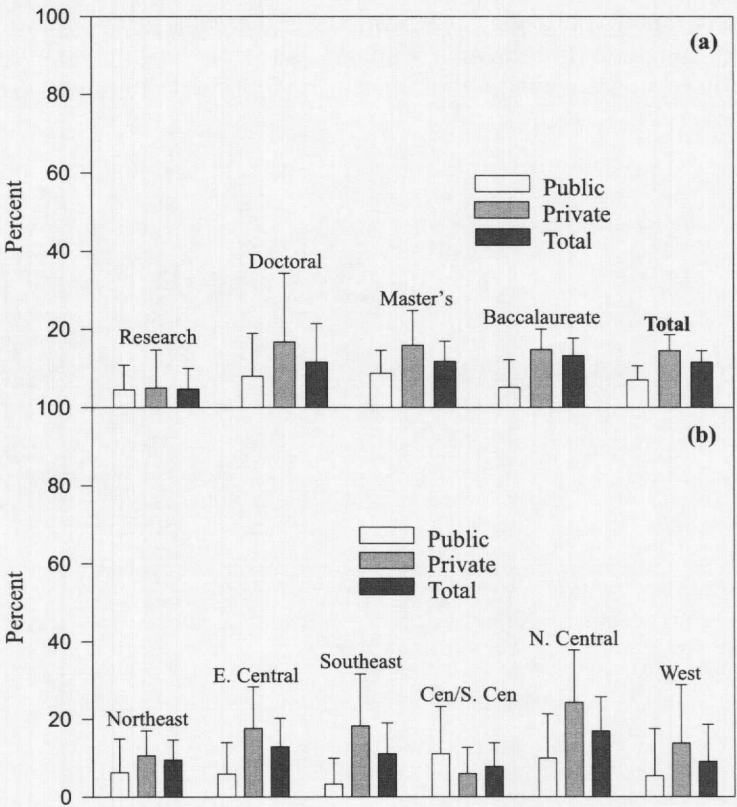 100
(a)
80
60
Public
Private
Total
40
Percent
Doctoral
Master's
Baccalaureate
Total
Research
20
100
(b)
80
60
Public
Private
Total
40
Percent
N. Central
Southeast
E. Central
West
Cen/S. Cen
Northeast
20
0